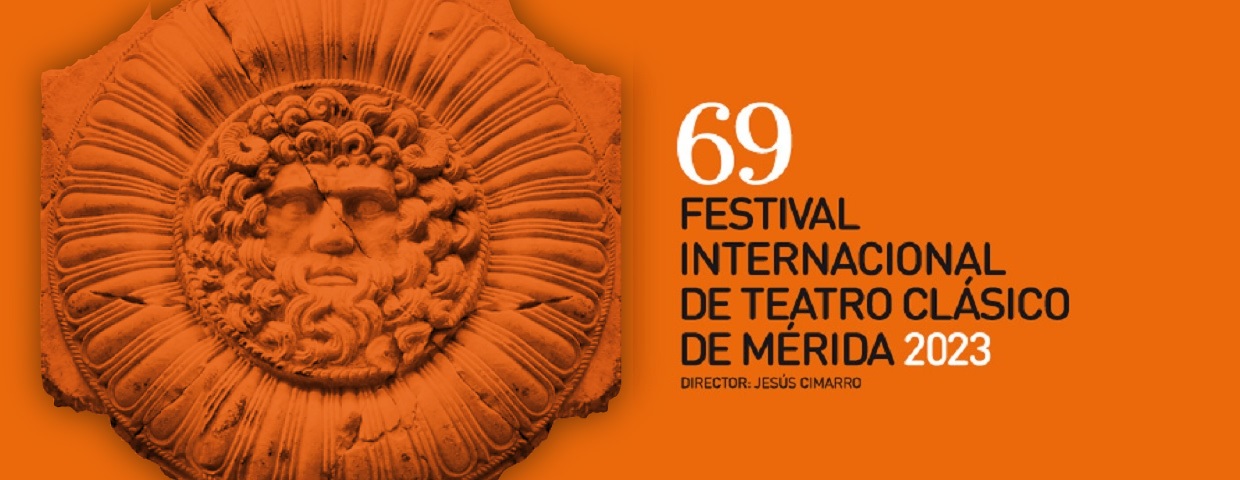 69
FESTIVAL
INTERNACIONAL
DE TEATRO CLÁSICO
DE MÉRIDA 2023
DIRECTOR: JESÚS CIMARRO